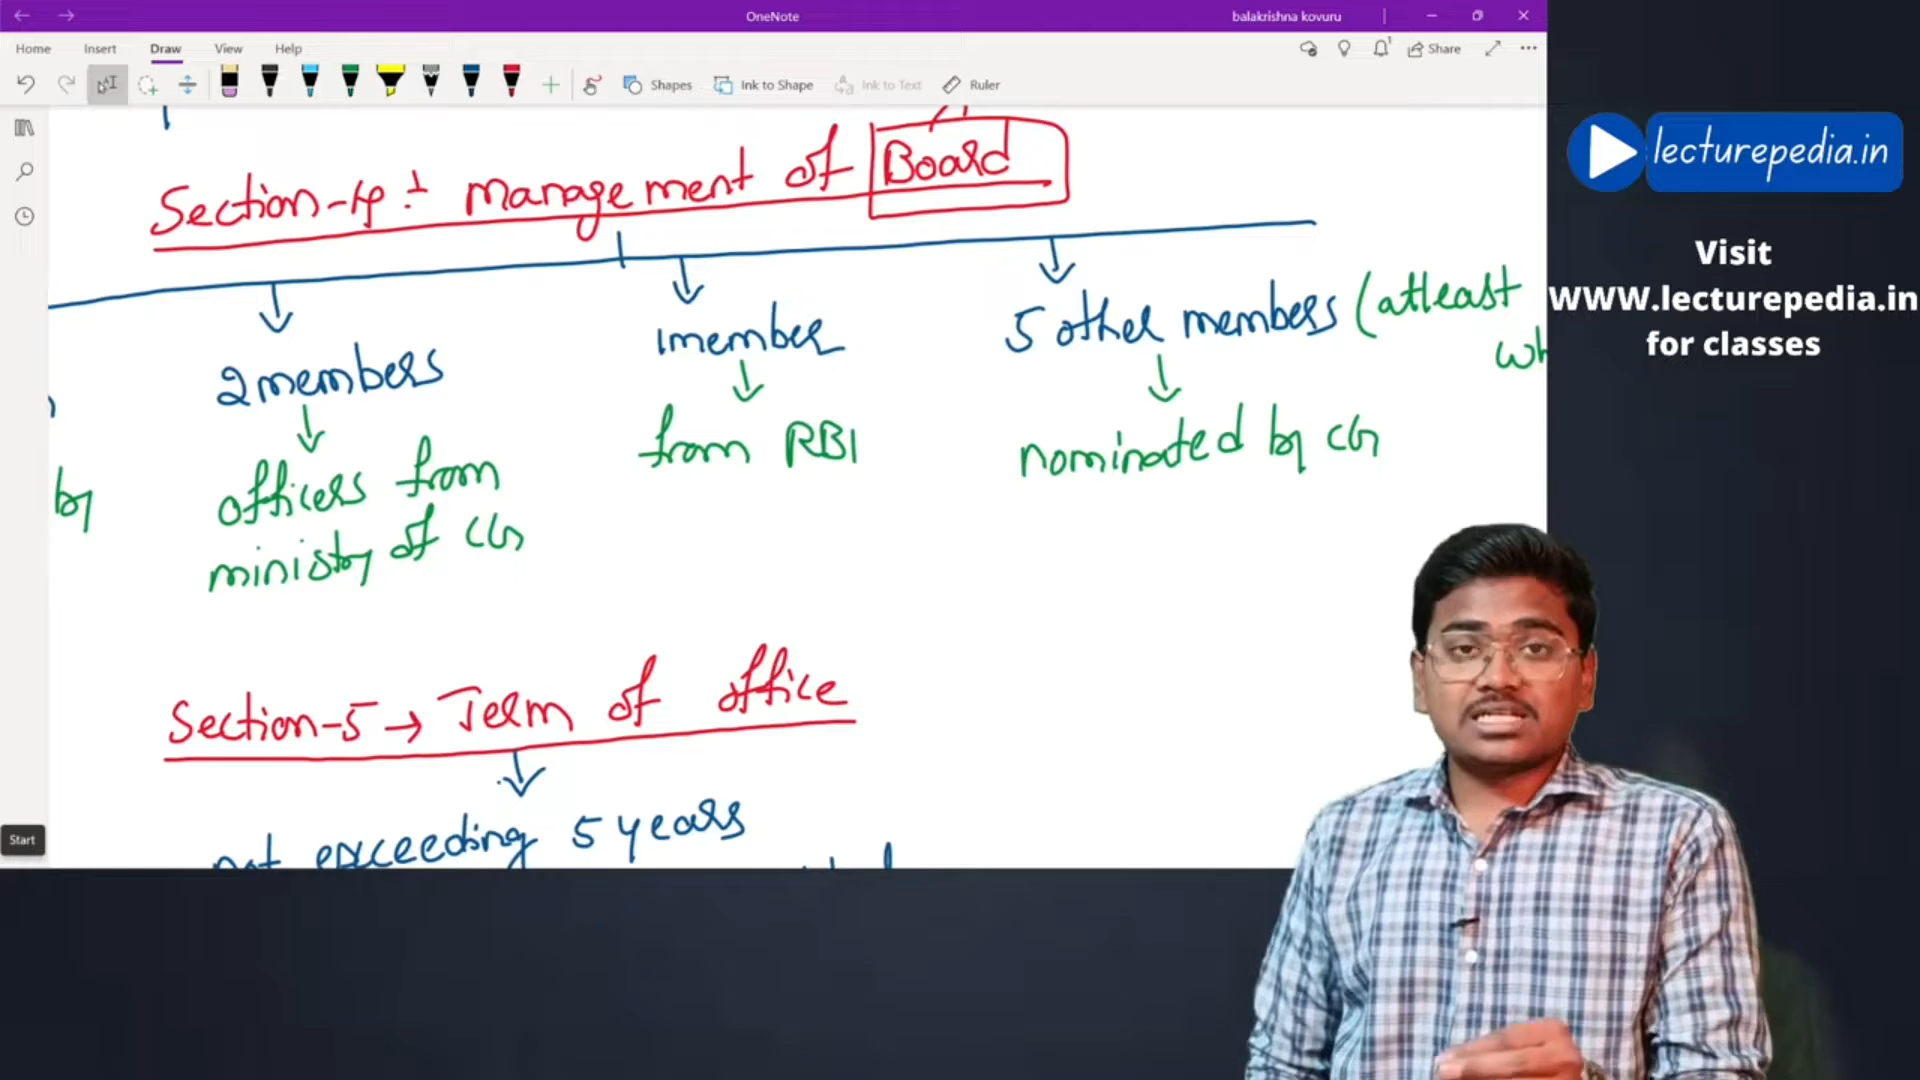 OneNote
balakrishna kovuru
Home Insert Draw View Help
1
Share
Shapes Ink to Shape Ink to Text Ruler
Section-4 :- management of Board
2 members
1 member
5 other members (atleast
wh
officers from
ministry of CG
from RBI
nominated by CG
by
Section-5 → Term of office
not exceeding 5 years
Start
lecturepedia.in
Visit
WWW.lecturepedia.in
for classes